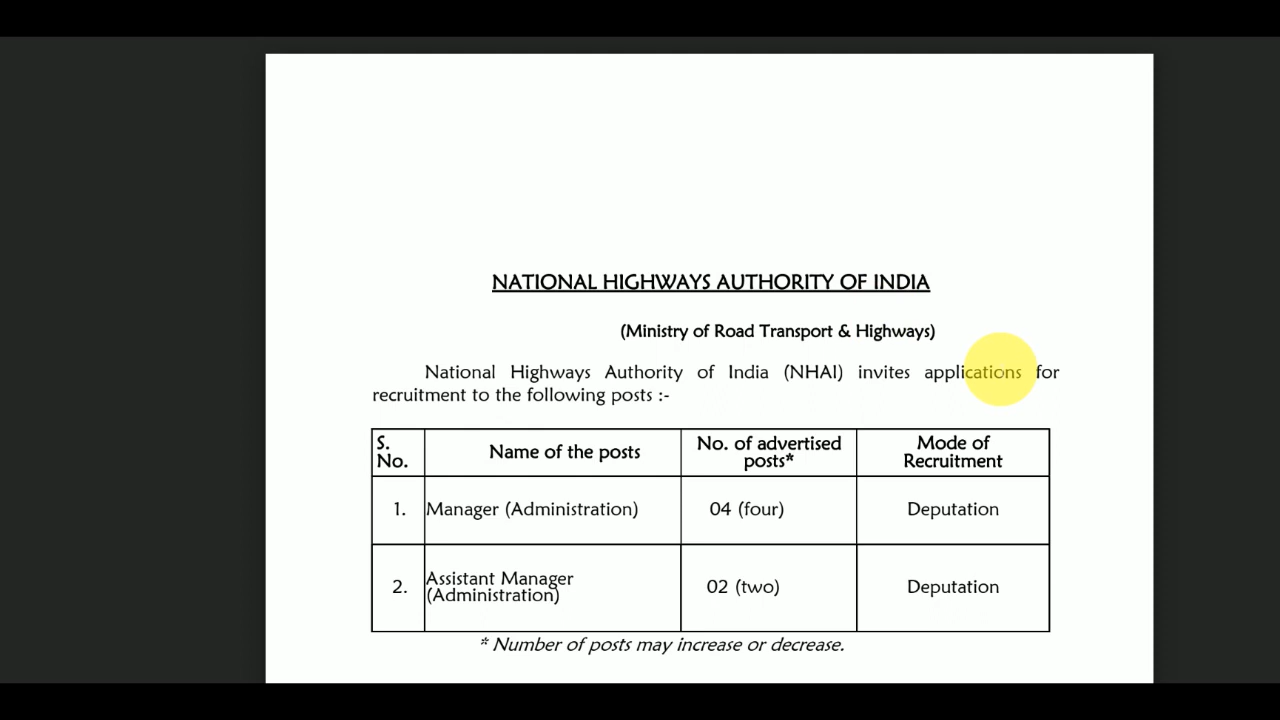 NATIONAL HIGHWAYS AUTHORITY OF INDIA
(Ministry of Road Transport & Highways)
National Highways Authority of India (NHAI) invites applications for
recruitment to the following posts :-
S. No. Name of the posts No. of advertised posts* Mode of Recruitment
1. Manager (Administration) 04 (four) Deputation
2. Assistant Manager (Administration) 02 (two) Deputation
* Number of posts may increase or decrease.